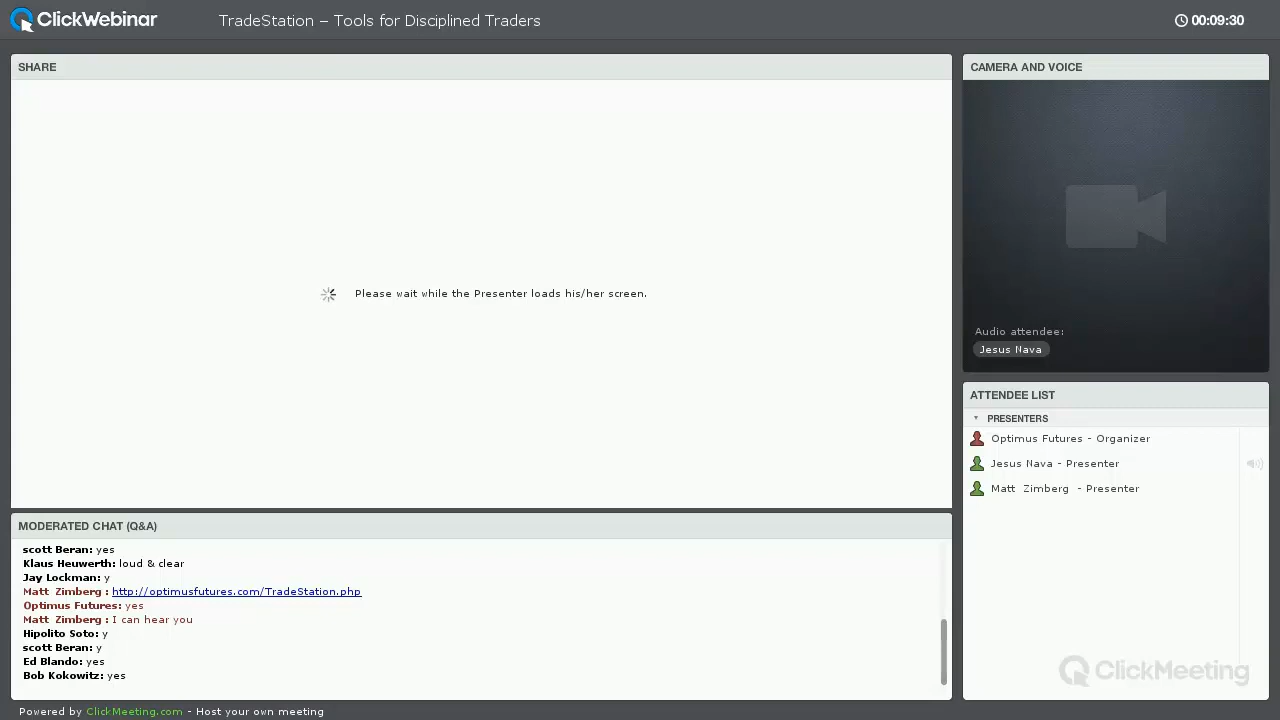 ClickWebinar
TradeStation – Tools for Disciplined Traders
00:09:30
SHARE
Please wait while the Presenter loads his/her screen.
CAMERA AND VOICE
Audio attendee:
Jesus Nava
ATTENDEE LIST
PRESENTERS
Optimus Futures - Organizer
Jesus Nava - Presenter
Matt Zimberg - Presenter
MODERATED CHAT (Q&A)
scott Beran: yes
Klaus Heuwerth: loud & clear
Jay Lockman: y
Matt Zimberg : http://optimusfutures.com/TradeStation.php
Optimus Futures: yes
Matt Zimberg : I can hear you
Hipolito Soto: y
scott Beran: y
Ed Blando: yes
Bob Kokowitz: yes
ClickMeeting
Powered by ClickMeeting.com - Host your own meeting